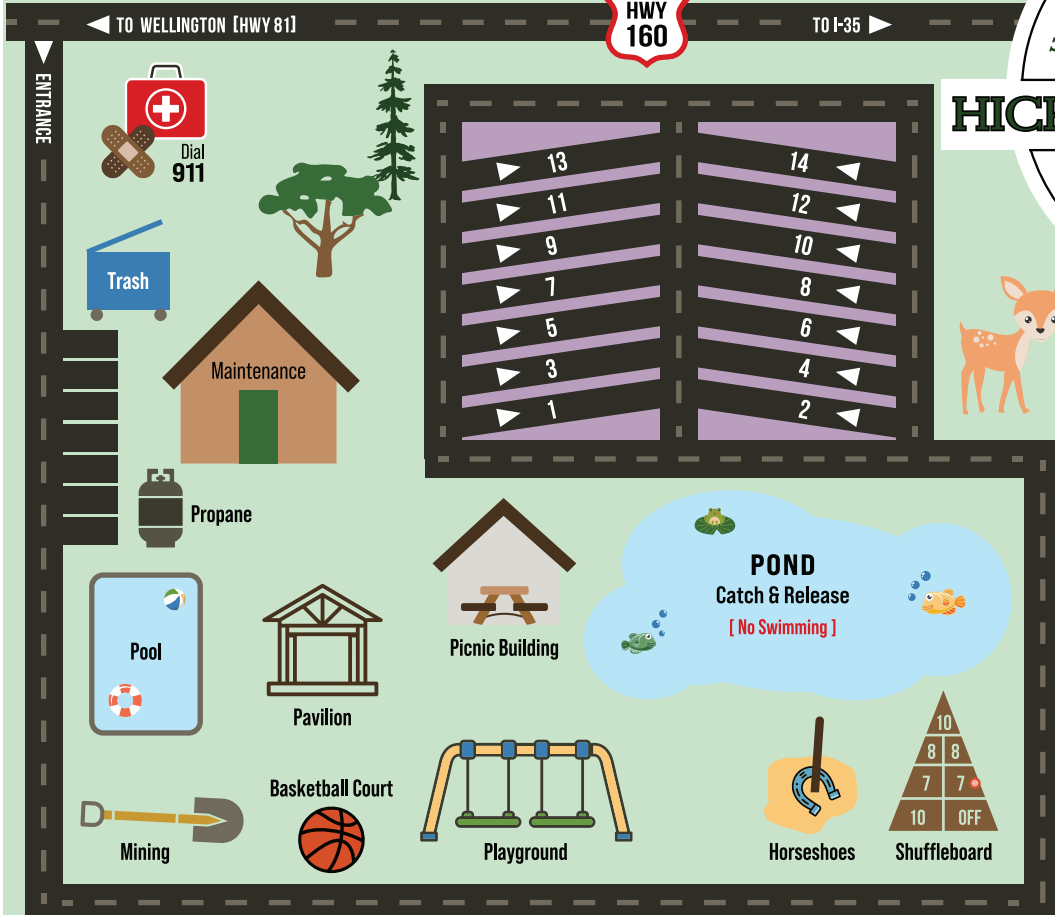 TO WELLINGTON [HWY 81]
HWY
160
TO I-35
ENTRANCE
Dial
911
Trash
Maintenance
Propane
13
14
11
12
9
10
7
8
5
6
3
4
1
2
POND
Catch & Release
[ No Swimming ]
Picnic Building
Pool
Pavilion
Mining
Basketball Court
Playground
Horseshoes
10
8 8
7 7
10 OFF
Shuffleboard